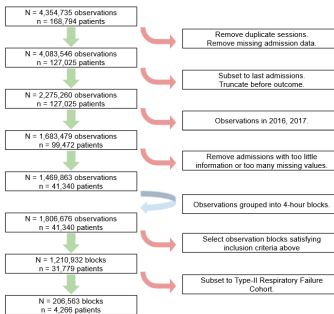 N = 4,354,735 observations
n = 168,794 patients
Remove duplicate sessions.
Remove missing admission data.
N = 4,083,546 observations
n = 127,025 patients
Subset to last admissions.
Truncate before outcome.
N = 2,275,260 observations
n = 127,025 patients
Observations in 2016, 2017.
N = 1,683,479 observations
n = 99,472 patients
Remove admissions with too little
information or too many missing values.
N = 1,469,863 observations
n = 41,340 patients
Observations grouped into 4-hour blocks.
N = 1,806,676 observations
n = 41,340 patients
Select observation blocks satisfying
inclusion criteria above
N = 1,210,932 blocks
n = 31,779 patients
Subset to Type-II Respiratory Failure
Cohort.
N = 206,563 blocks
n = 4,266 patients